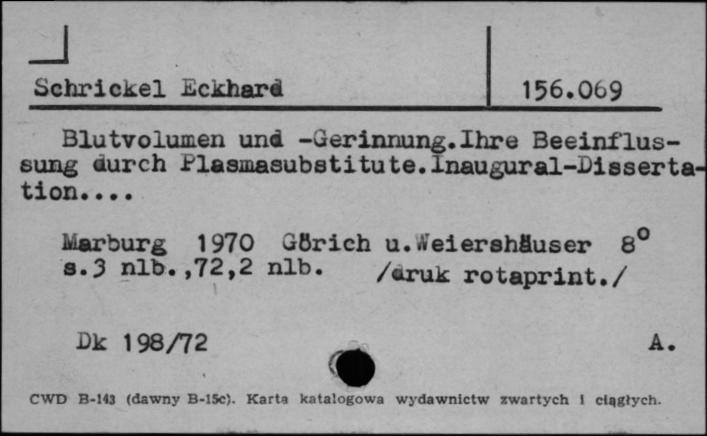 Schrickel Eckhard 156.069
Blutvolumen und -Gerinnung.Ihre Beeinflus-
sung durch Plasmasubstitute.Inaugural-Disserta-
tion....
Marburg 1970 Görich u.Weiershäuser 8°
s.3 nlb.,72,2 nlb. /druk rotaprint./
Dk 198/72 A.
CWD B-143 (dawny B-15c). Karta katalogowa wydawnictw zwartych i ciągłych.